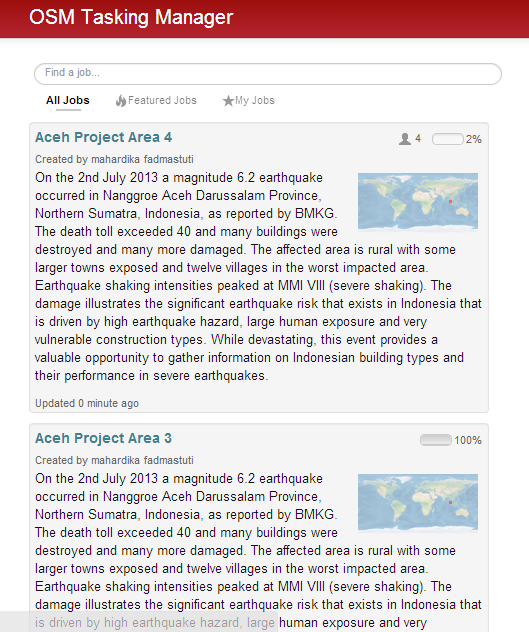 OSM Tasking Manager
Find a job...
All Jobs
Featured Jobs
My Jobs
Aceh Project Area 4
4
2%
Created by mahardika fadmastuti
On the 2nd July 2013 a magnitude 6.2 earthquake
occurred in Nanggroe Aceh Darussalam Province,
Northern Sumatra, Indonesia, as reported by BMKG.
The death toll exceeded 40 and many buildings were
destroyed and many more damaged. The affected area is rural with some
larger towns exposed and twelve villages in the worst impacted area.
Earthquake shaking intensities peaked at MMI VIII (severe shaking). The
damage illustrates the significant earthquake risk that exists in Indonesia that
is driven by high earthquake hazard, large human exposure and very
vulnerable construction types. While devastating, this event provides a
valuable opportunity to gather information on Indonesian building types and
their performance in severe earthquakes.
Updated 0 minute ago
Aceh Project Area 3
100%
Created by mahardika fadmastuti
On the 2nd July 2013 a magnitude 6.2 earthquake
occurred in Nanggroe Aceh Darussalam Province,
Northern Sumatra, Indonesia, as reported by BMKG.
The death toll exceeded 40 and many buildings were
destroyed and many more damaged. The affected area is rural with some
larger towns exposed and twelve villages in the worst impacted area.
Earthquake shaking intensities peaked at MMI VIII (severe shaking). The
damage illustrates the significant earthquake risk that exists in Indonesia that
is driven by high earthquake hazard, large human exposure and very